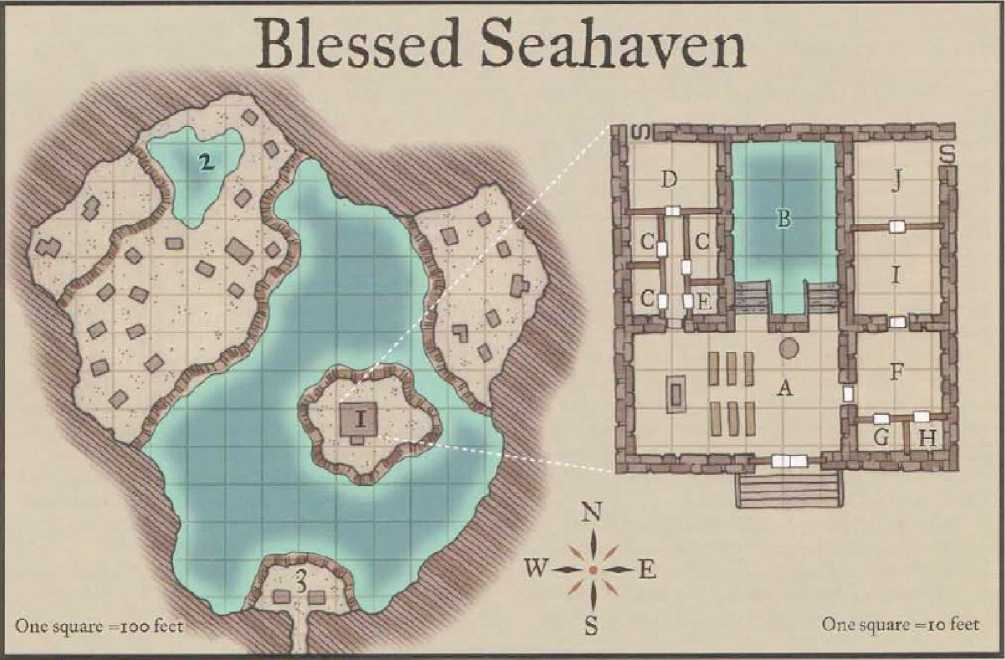 Blessed Seahaven
2
1
3
S
S
D
B
J
C
C
I
C
E
A
F
G
H
N
W
E
S
One square =100 feet
One square =10 feet